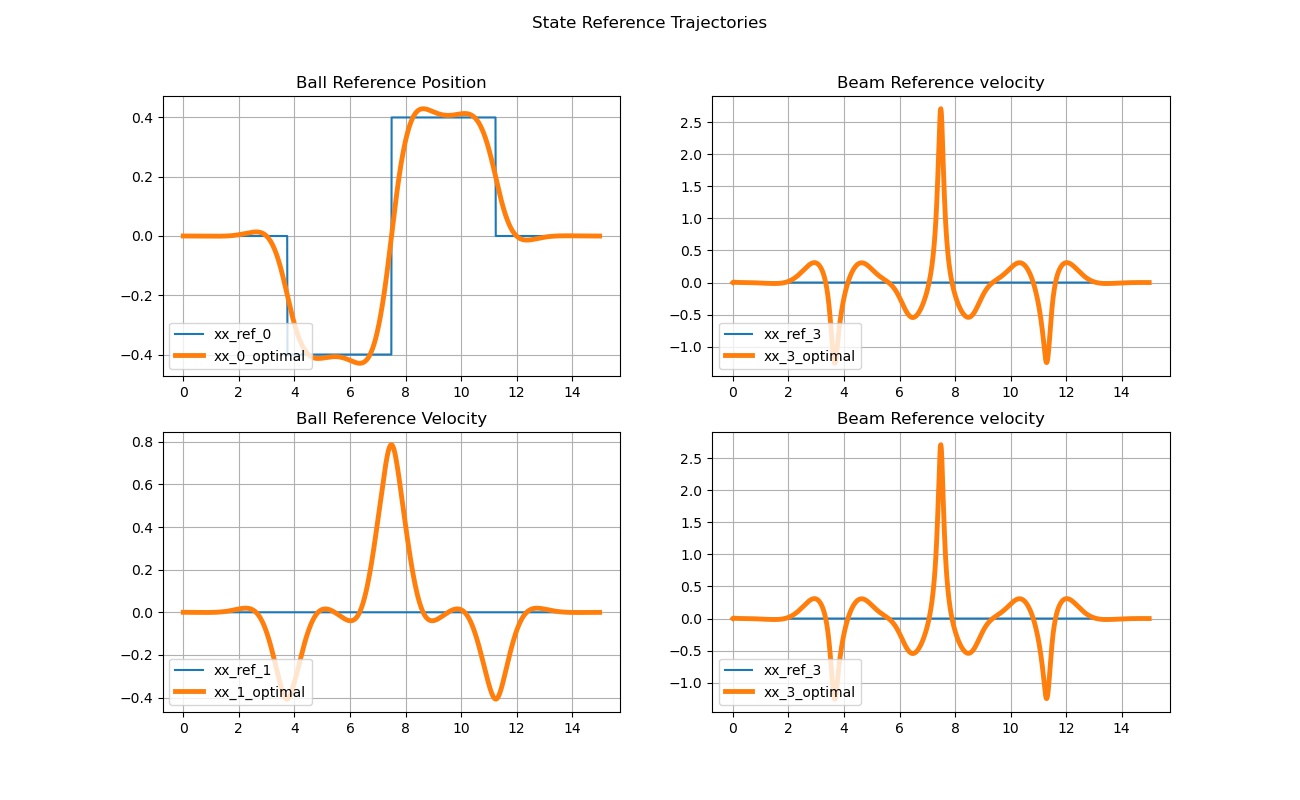 State Reference Trajectories
Ball Reference Position
0.4
0.2
0.0
−0.2
−0.4
xx_ref_0
xx_0_optimal
0 2 4 6 8 10 12 14
Beam Reference velocity
2.5
2.0
1.5
1.0
0.5
0.0
−0.5
−1.0
xx_ref_3
xx_3_optimal
0 2 4 6 8 10 12 14
Ball Reference Velocity
0.8
0.6
0.4
0.2
0.0
−0.2
−0.4
xx_ref_1
xx_1_optimal
0 2 4 6 8 10 12 14
Beam Reference velocity
2.5
2.0
1.5
1.0
0.5
0.0
−0.5
−1.0
xx_ref_3
xx_3_optimal
0 2 4 6 8 10 12 14